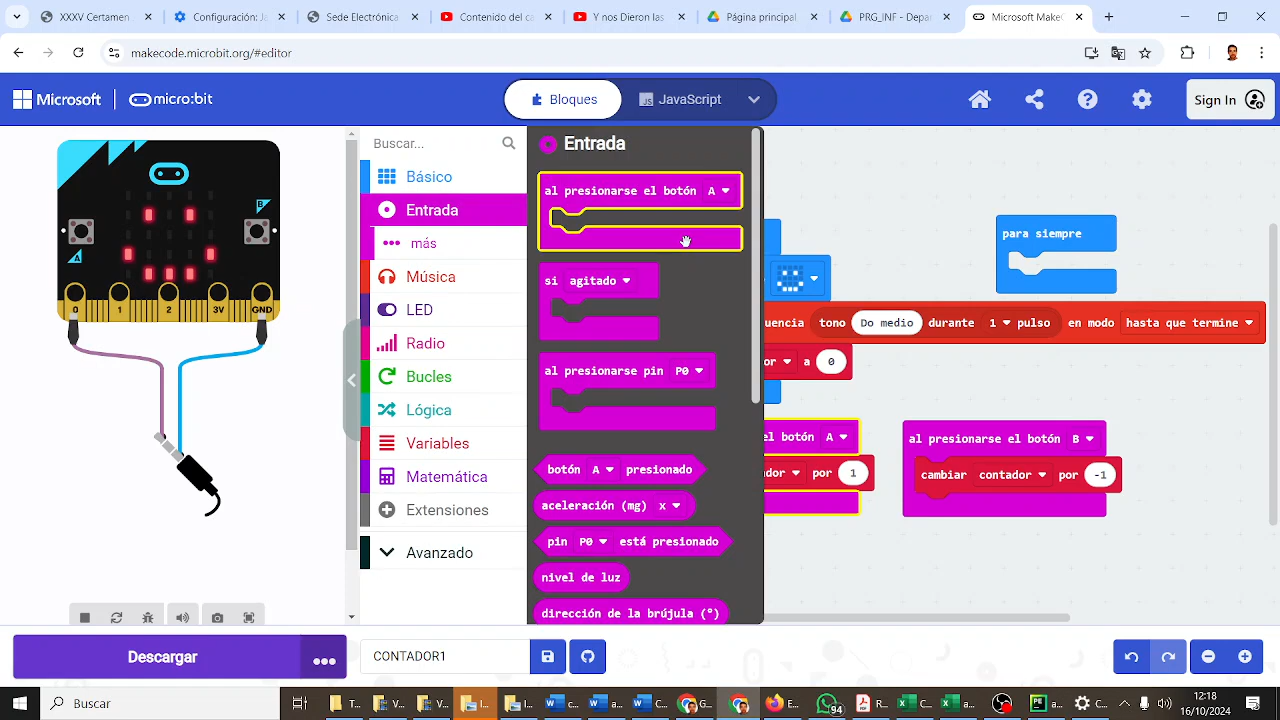 XXXV Certamen
Configuración: J
Sede Electrónica
Contenido del c
Y nos Dieron las
Página principal
PRG_INF - Depa
Microsoft Make
makecode.microbit.org/#editor
Microsoft
micro:bit
Bloques
JS JavaScript
Sign In
Buscar...
Básico
Entrada
más
Música
LED
Radio
Bucles
Lógica
Variables
Matemática
Extensiones
Avanzado
A
B
0 1 2 3V GND
Entrada
al presionarse el botón A
si agitado
al presionarse pin P0
botón A presionado
aceleración (mg) x
pin P0 está presionado
nivel de luz
dirección de la brújula (°)
para siempre
uencia tono Do medio durante 1 pulso en modo hasta que termine
or a 0
el botón A
ador por 1
al presionarse el botón B
cambiar contador por -1
Descargar
CONTADOR1
Buscar
T..
V..
V..
i..
i..
C..
a..
C..
G..
E..
94
R..
C..
a..
PE
C..
12:18
16/10/2024